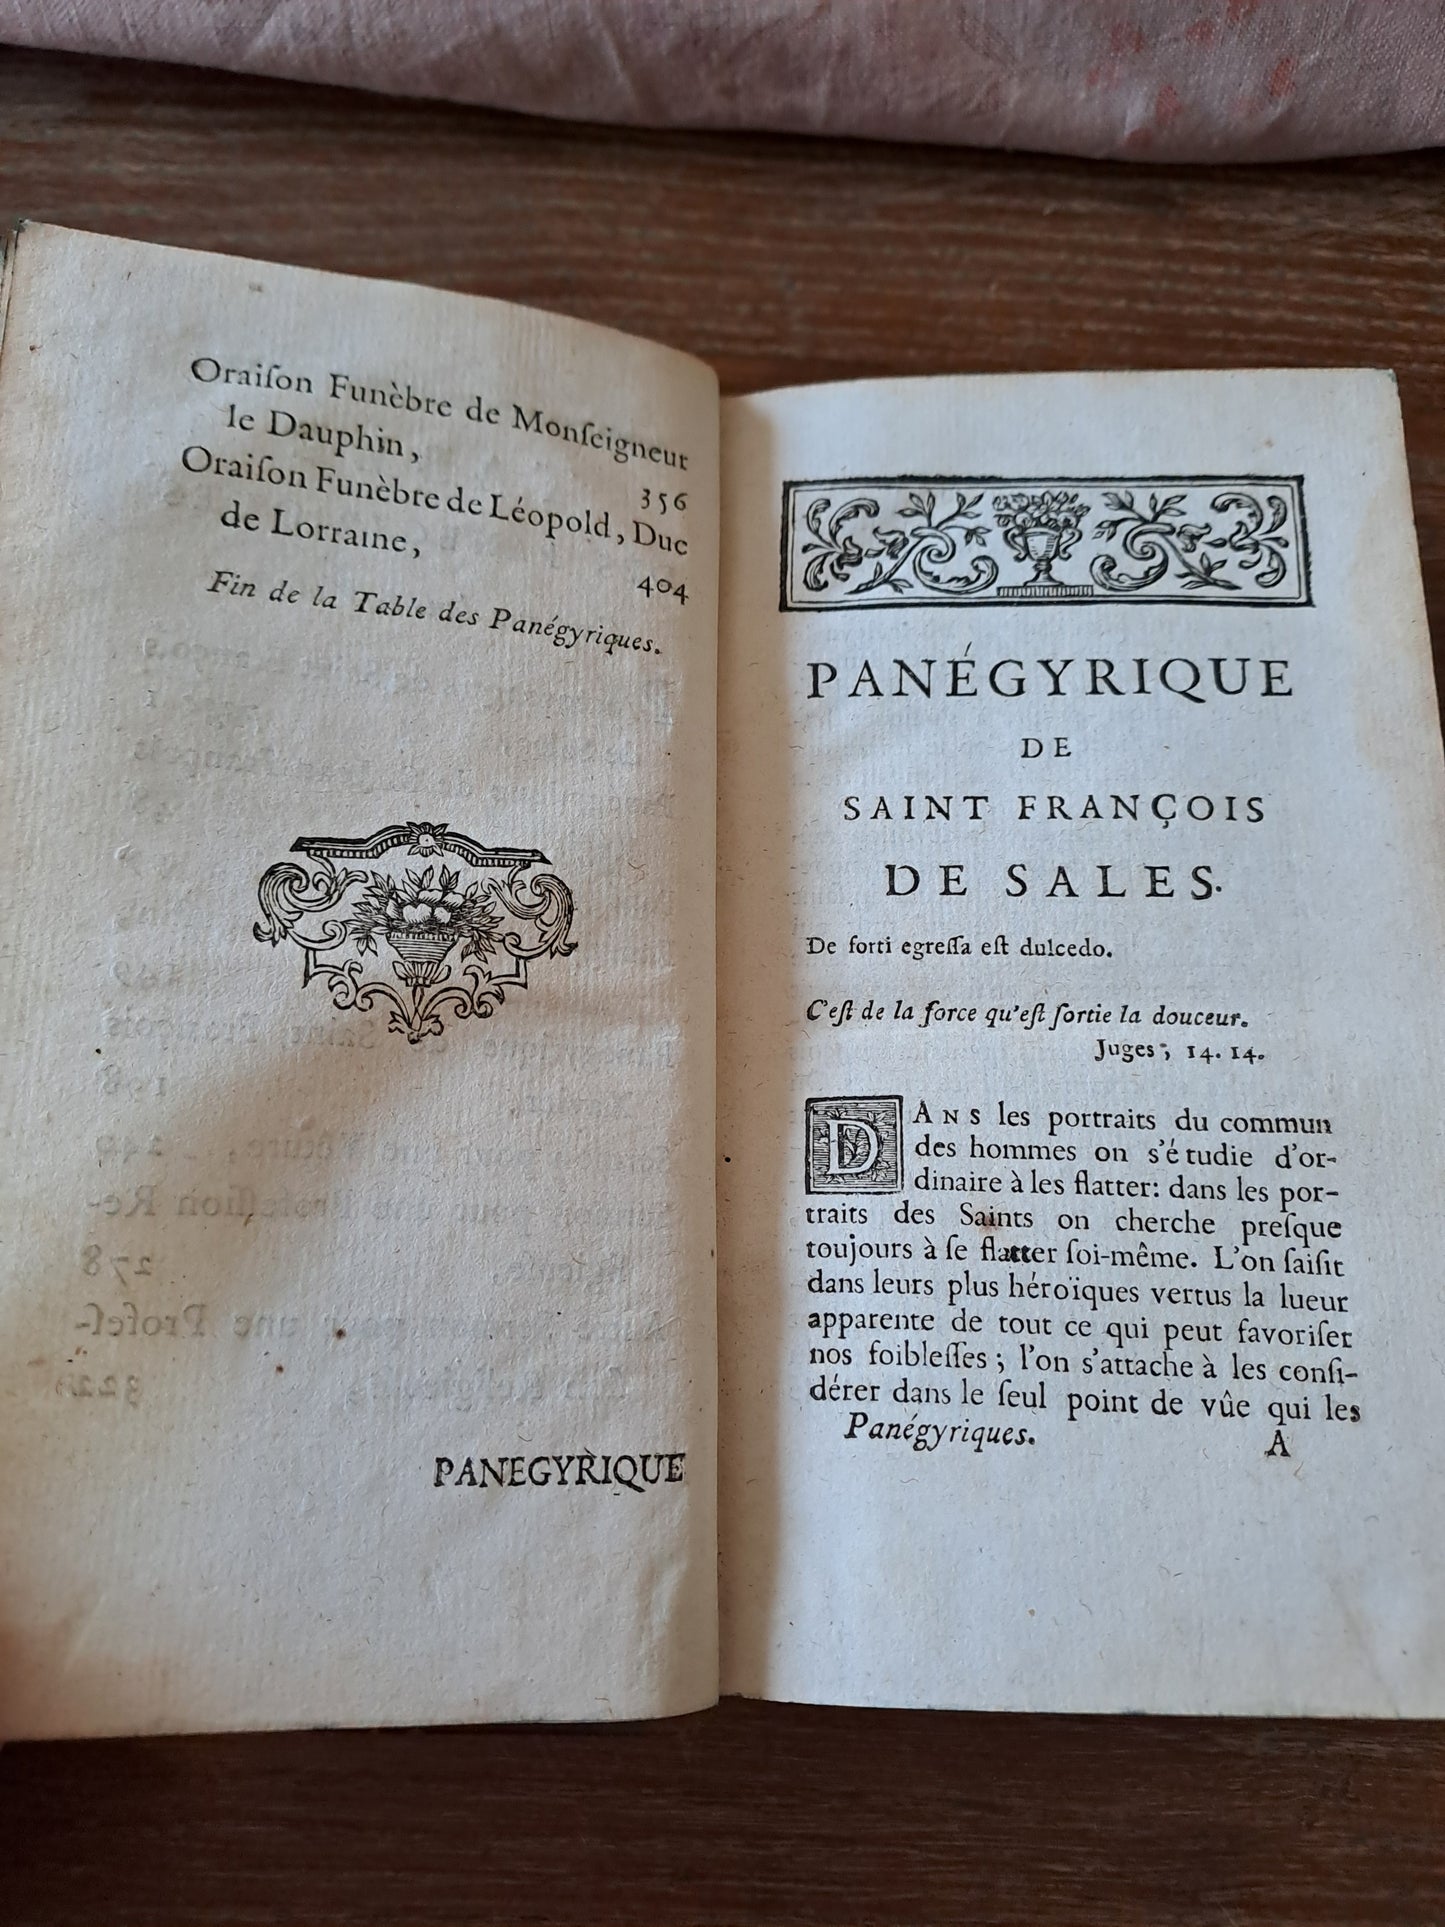 Oraiſon Funèbre de Monſeigneur
le Dauphin,
356
Oraiſon Funèbre de Léopold, Duc
de Lorraine,
404
Fin de la Table des Panégyriques.
PANEGYRIQUE
PANÉGYRIQUE
DE
SAINT FRANÇOIS
DE SALES.
De forti egreſſa eſt dulcedo.
C'eſt de la force qu'eſt ſortie la douceur.
Juges, 14. 14.
DANS les portraits du commun
des hommes on s'étudie d'or-
dinaire à les flatter: dans les por-
traits des Saints on cherche preſque
toujours à ſe flatter ſoi-même. L'on ſaiſit
dans leurs plus héroïques vertus la lueur
apparente de tout ce qui peut favoriſer
nos foibleſſes; l'on s'attache à les conſi-
dérer dans le ſeul point de vûe qui les
Panégyriques. A